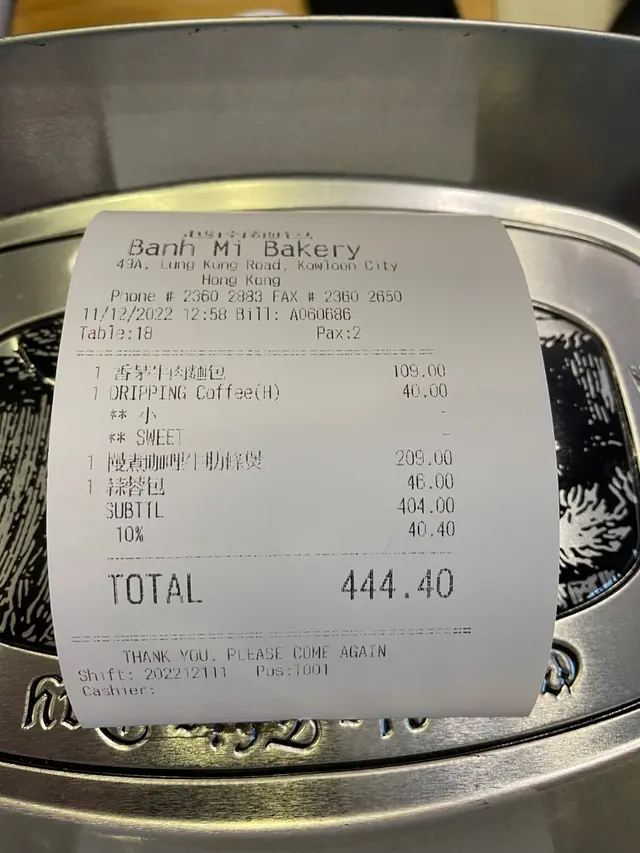 Banh Mi Bakery
49A, Lung Kung Road, Kowloon City
Hong Kong
Phone # 2360 2883 FAX # 2360 2650
11/12/2022 12:58 Bill: A060686
Table:18 Pax:2
1 香茅牛肉麵包 109.00
1 DRIPPING Coffee(H) 40.00
** 小 -
** SWEET -
1 慢煮咖喱牛肋條煲 209.00
1 蒜蓉包 46.00
SUBTTL 404.00
10% 40.40
TOTAL 444.40
THANK YOU. PLEASE COME AGAIN
Shift: 202212111 Pos:T001
Cashier: